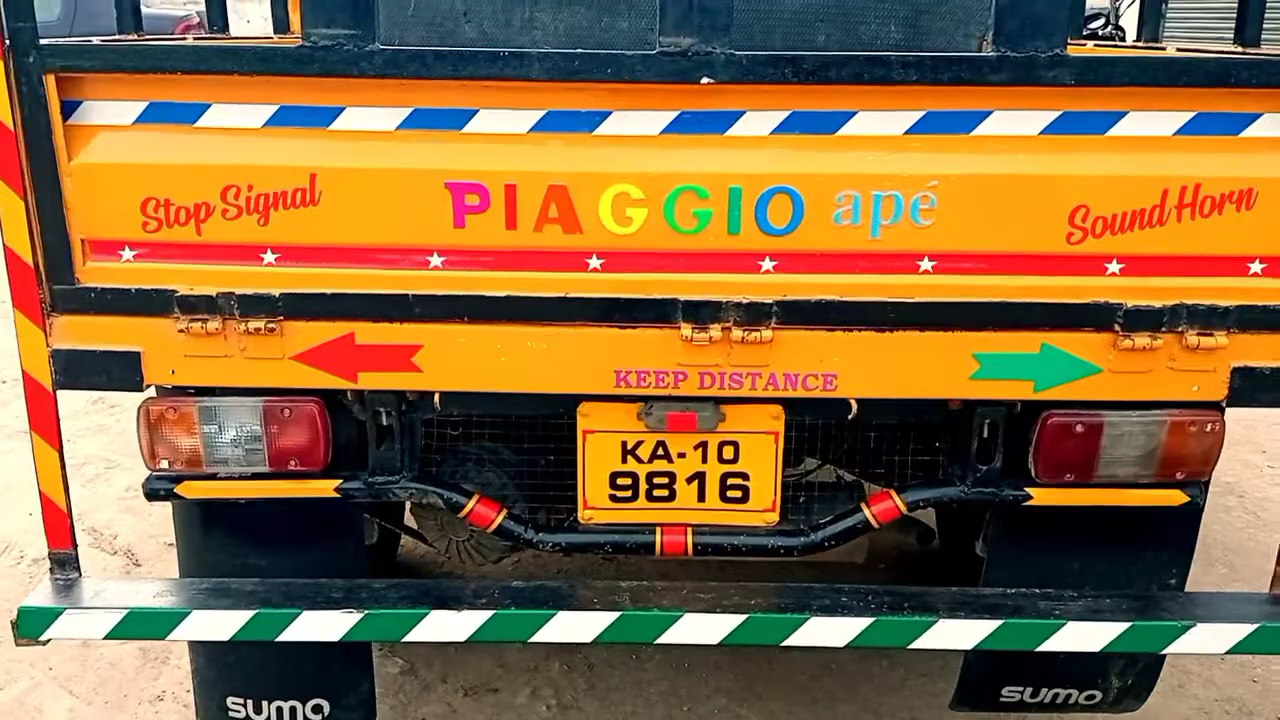 Stop Signal
PIAGGIO apé
Sound Horn
KEEP DISTANCE
KA-10
9816
sumo
sumo